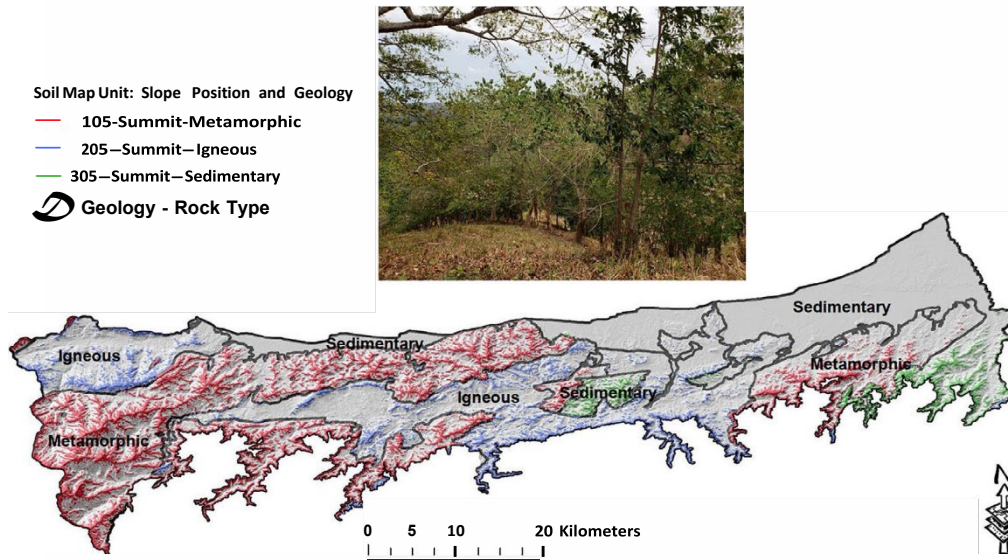 Soil Map Unit: Slope Position and Geology
105-Summit-Metamorphic
205–Summit–Igneous
305–Summit–Sedimentary
Geology - Rock Type
Sedimentary
Sedimentary
Igneous
Metamorphic
Igneous
Sedimentary
Metamorphic
0 5 10 20 Kilometers
N